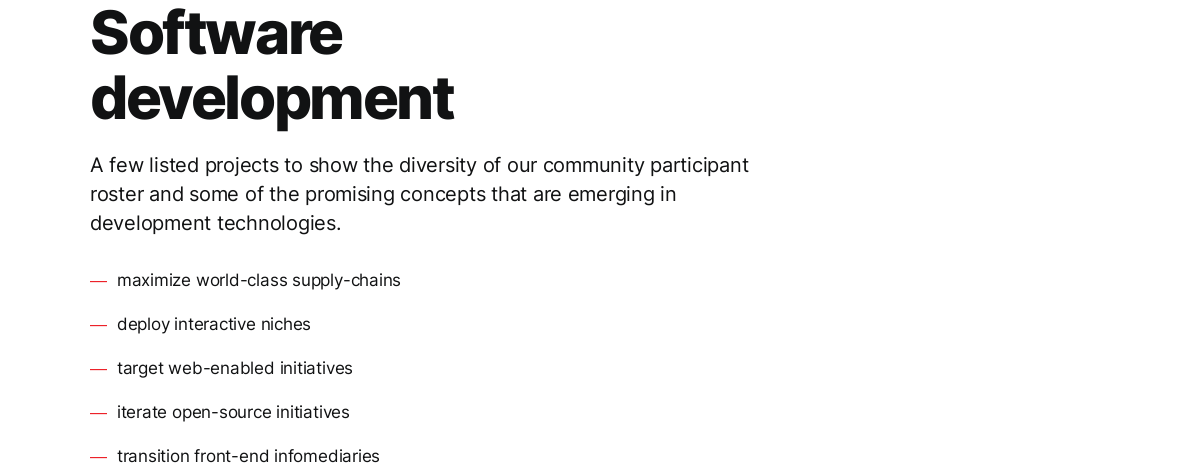 Software
development
A few listed projects to show the diversity of our community participant
roster and some of the promising concepts that are emerging in
development technologies.
— maximize world-class supply-chains
— deploy interactive niches
— target web-enabled initiatives
— iterate open-source initiatives
— transition front-end infomediaries